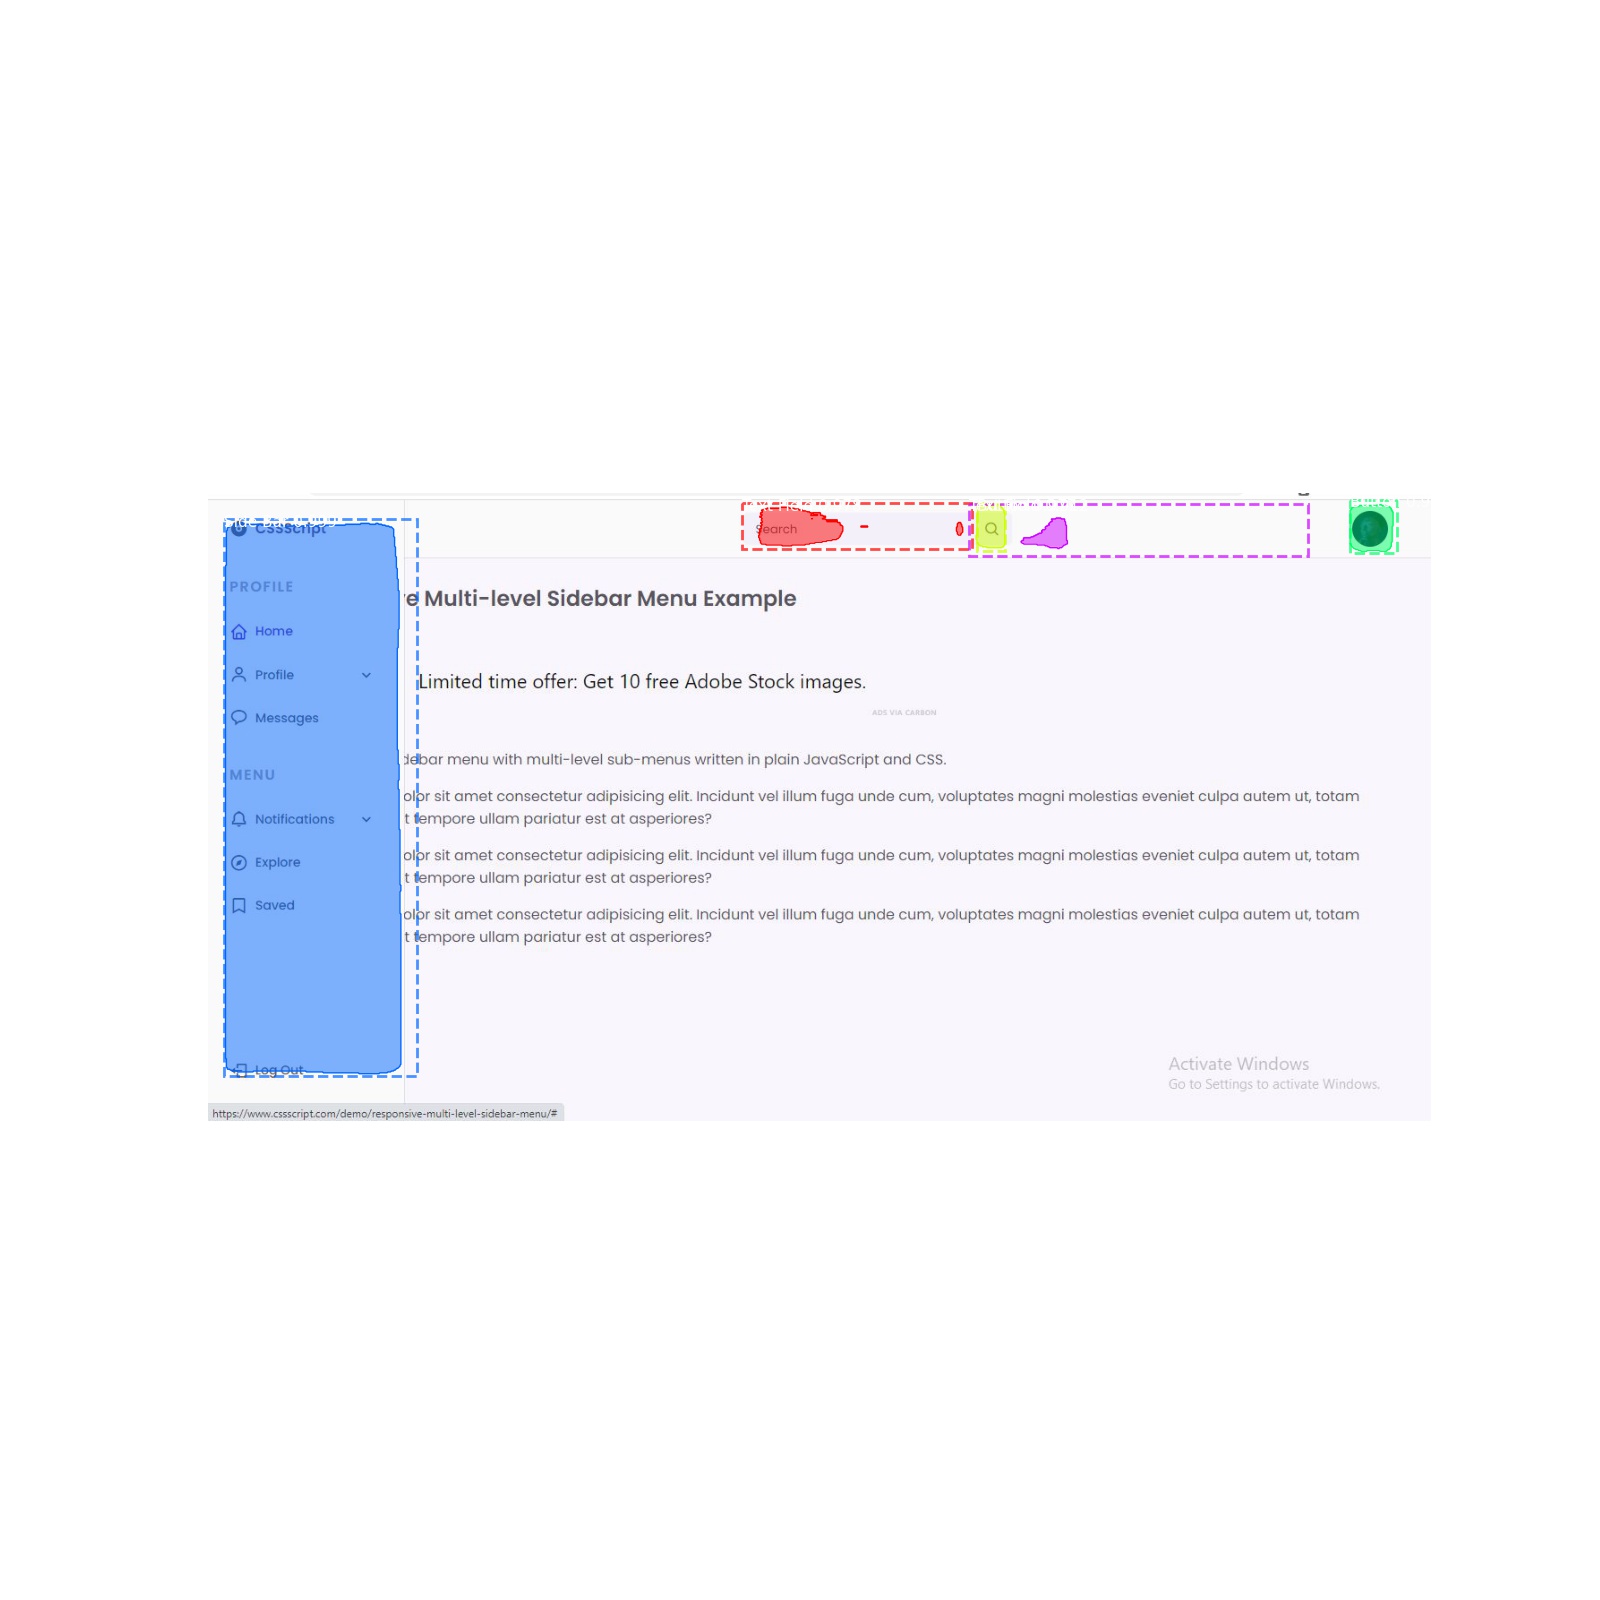 CSSScript
Search
PROFILE
Home
Profile
Messages
MENU
Notifications
Explore
Saved
Log Out
e Multi-level Sidebar Menu Example
Limited time offer: Get 10 free Adobe Stock images.
ADS VIA CARBON
debar menu with multi-level sub-menus written in plain JavaScript and CSS.
olor sit amet consectetur adipisicing elit. Incidunt vel illum fuga unde cum, voluptates magni molestias eveniet culpa autem ut, totam
t tempore ullam pariatur est at asperiores?
olor sit amet consectetur adipisicing elit. Incidunt vel illum fuga unde cum, voluptates magni molestias eveniet culpa autem ut, totam
t tempore ullam pariatur est at asperiores?
olor sit amet consectetur adipisicing elit. Incidunt vel illum fuga unde cum, voluptates magni molestias eveniet culpa autem ut, totam
t tempore ullam pariatur est at asperiores?
Activate Windows
Go to Settings to activate Windows.
https://www.cssscript.com/demo/responsive-multi-level-sidebar-menu/#